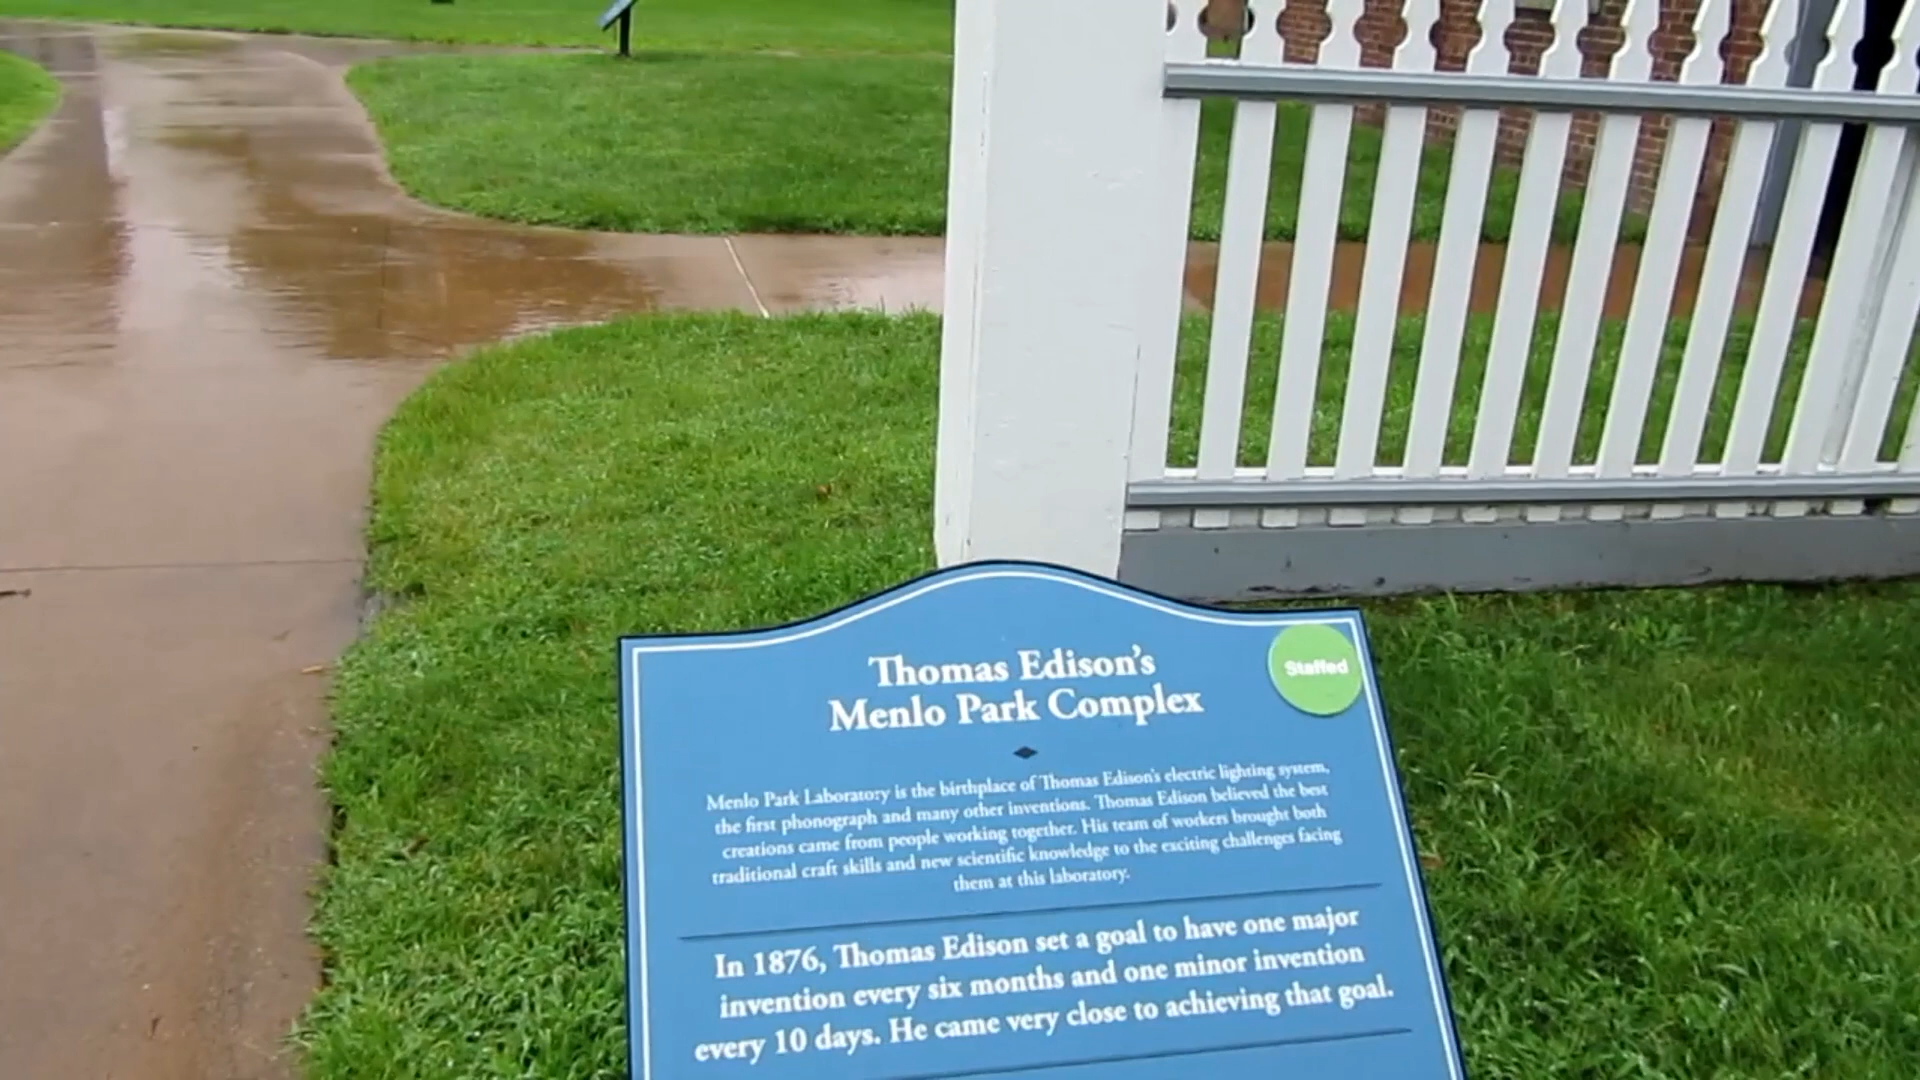 Thomas Edison's
Menlo Park Complex
Staffed
Menlo Park Laboratory is the birthplace of Thomas Edison's electric lighting system,
the first phonograph and many other inventions. Thomas Edison believed the best
creations came from people working together. His team of workers brought both
traditional craft skills and new scientific knowledge to the exciting challenges facing
them at this laboratory.
In 1876, Thomas Edison set a goal to have one major
invention every six months and one minor invention
every 10 days. He came very close to achieving that goal.